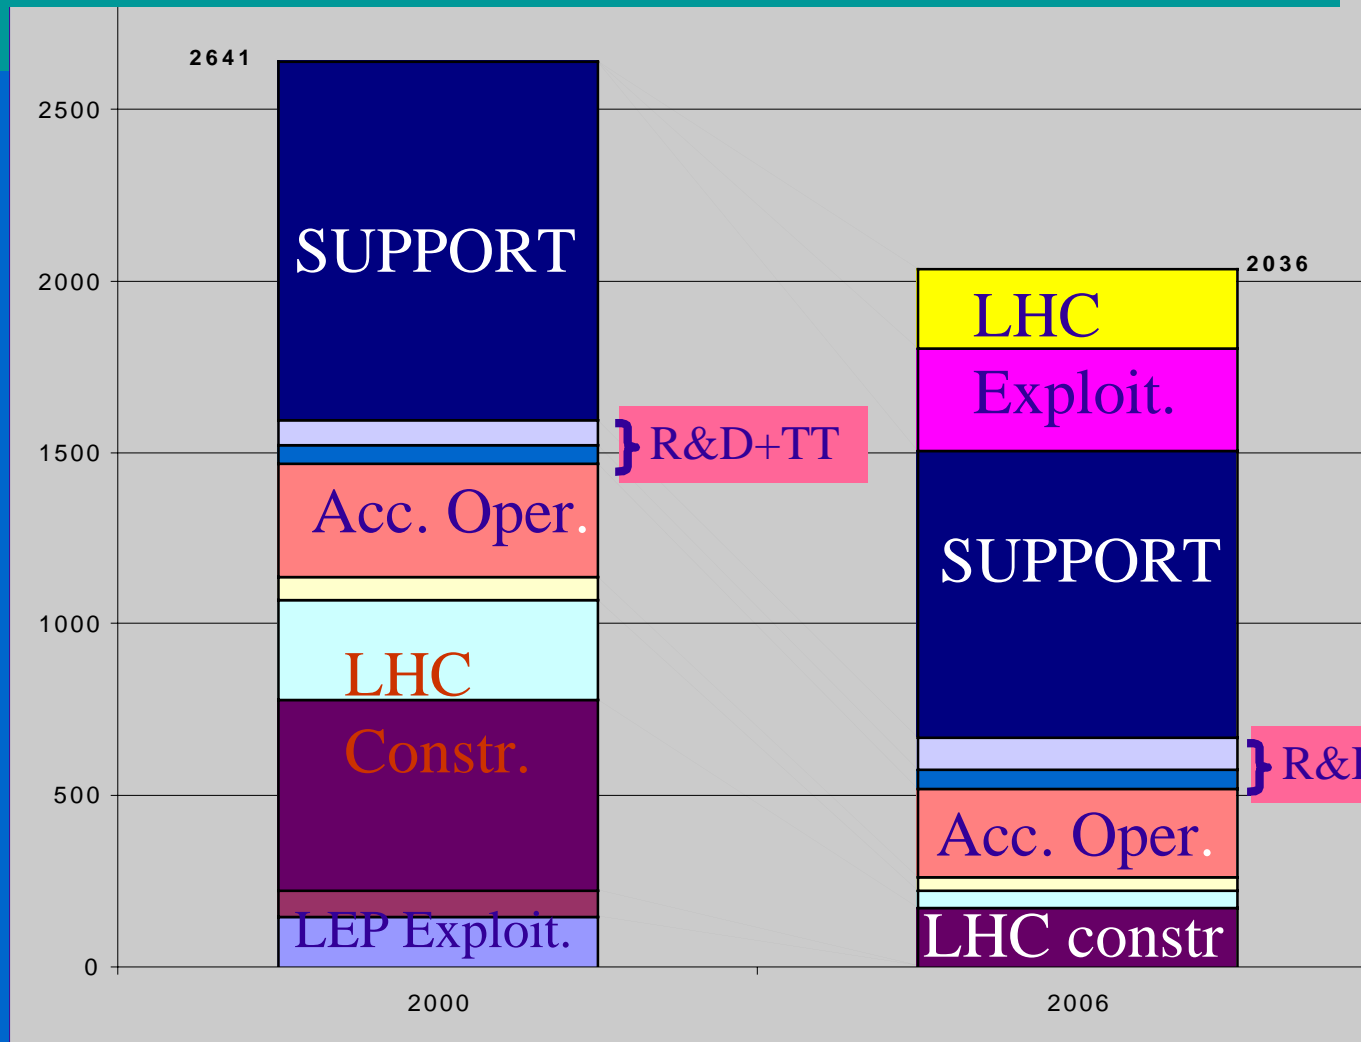 2641
2500
SUPPORT
2000
2036
LHC
Exploit.
1500
} R&D+TT
Acc. Oper.
SUPPORT
1000
LHC
Constr.
} R&
500
Acc. Oper.
LEP Exploit.
LHC constr
0
2000
2006